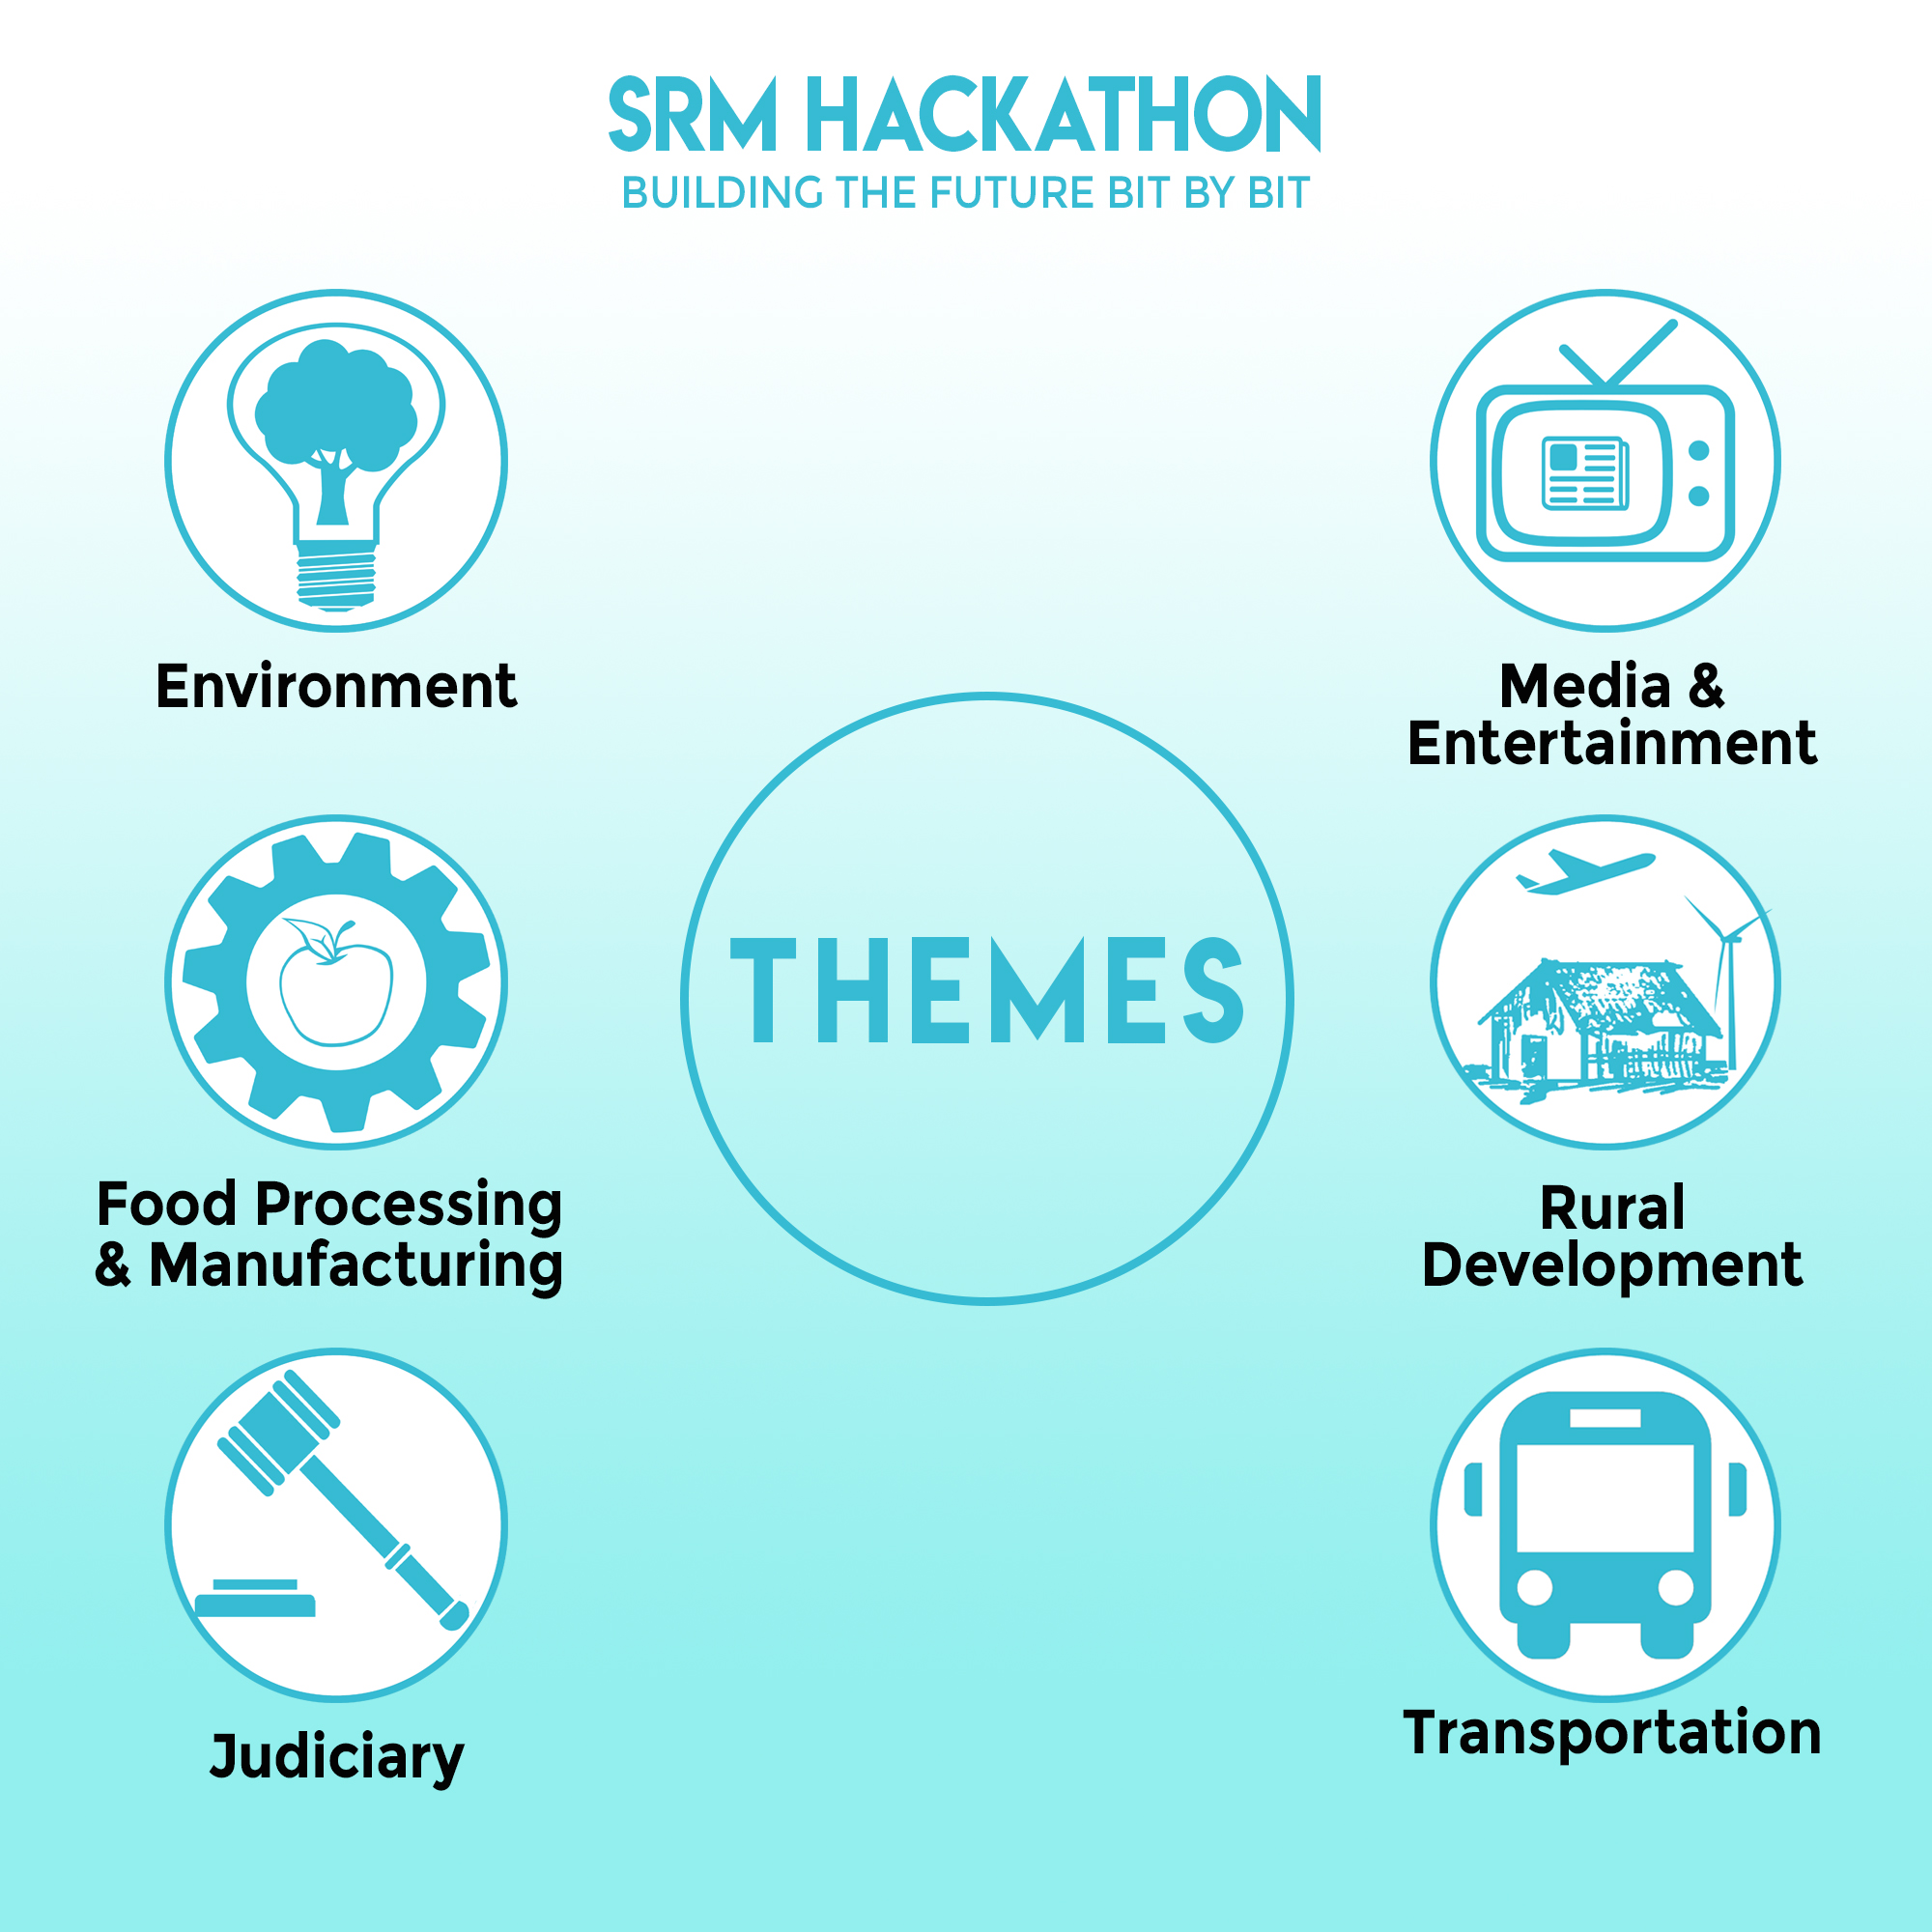 SRM HACKATHON
BUILDING THE FUTURE BIT BY BIT
Environment
Media &
Entertainment
THEMES
Food Processing
& Manufacturing
Rural
Development
Judiciary
Transportation